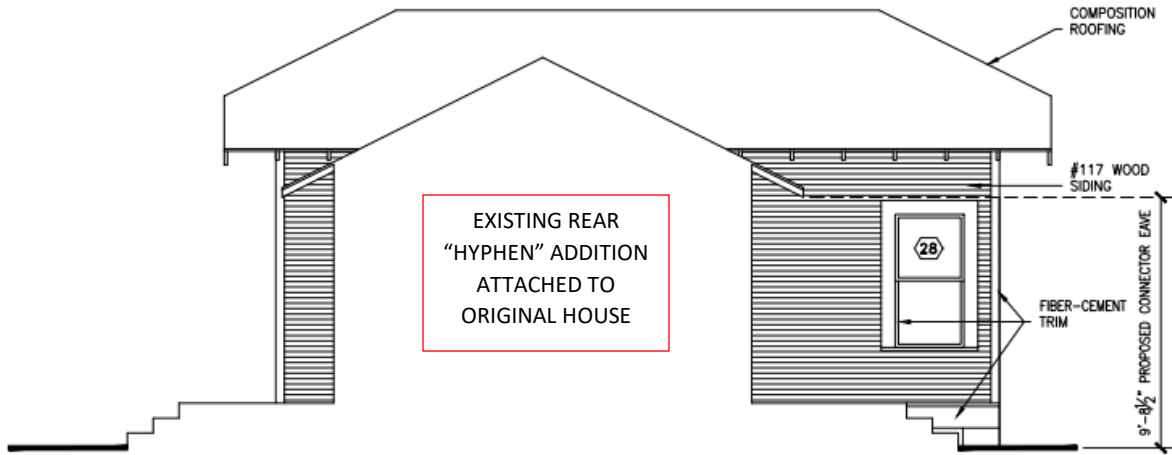 COMPOSITION
ROOFING
#117 WOOD
SIDING
EXISTING REAR
“HYPHEN” ADDITION
ATTACHED TO
ORIGINAL HOUSE
28
FIBER-CEMENT
TRIM
9'-8½" PROPOSED CONNECTOR EAVE